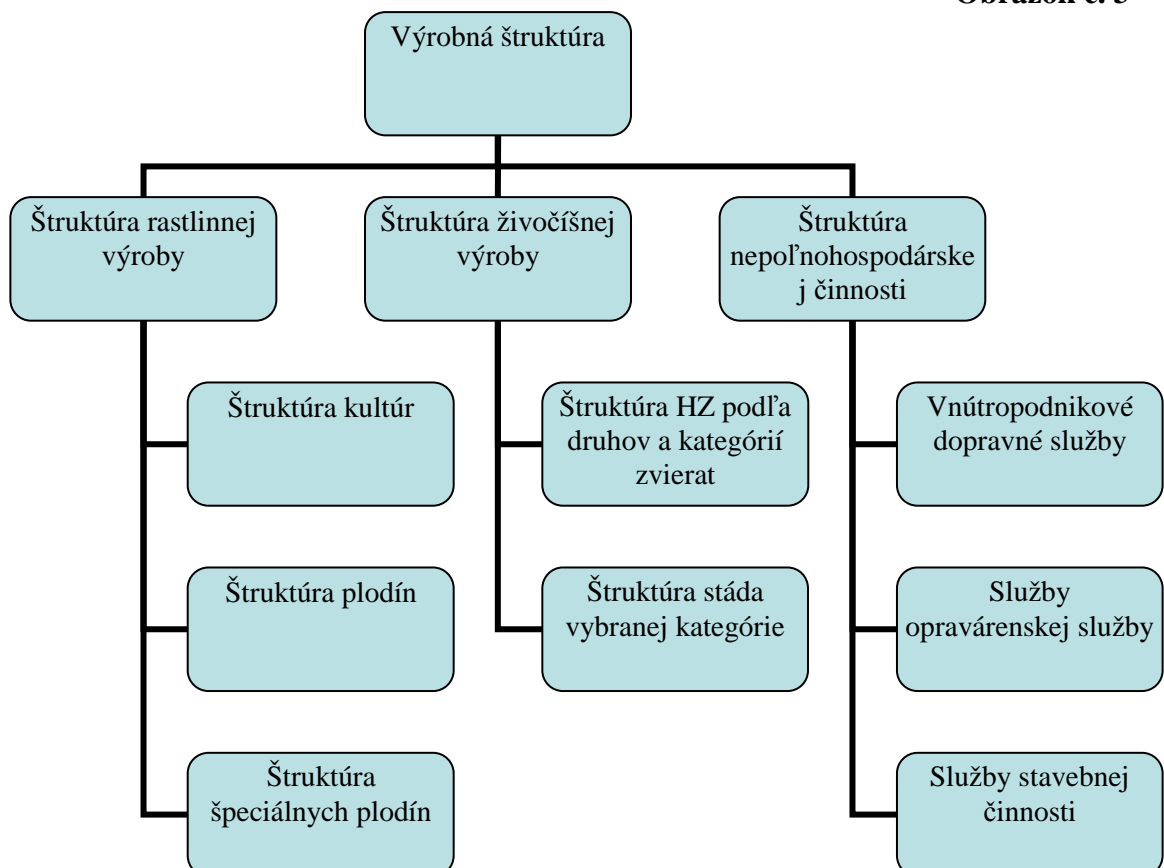 Obrázok č. 3
Výrobná štruktúra
Štruktúra rastlinnej
výroby
Štruktúra živočíšnej
výroby
Štruktúra
nepoľnohospodárske
j činnosti
Štruktúra kultúr
Štruktúra plodín
Štruktúra
špeciálnych plodín
Štruktúra HZ podľa
druhov a kategórií
zvierat
Štruktúra stáda
vybranej kategórie
Vnútropodnikové
dopravné služby
Služby
opravárenskej služby
Služby stavebnej
činnosti